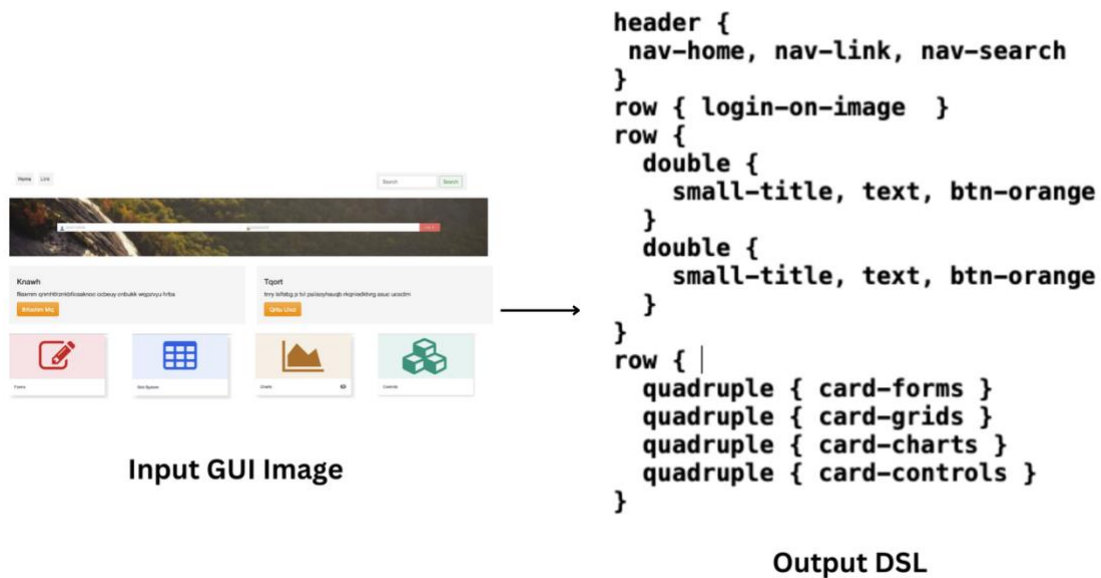 Home Link
Search Search
Knawh
Tqort
header {
nav-home, nav-link, nav-search
}
row { login-on-image }
row {
double {
small-title, text, btn-orange
}
double {
small-title, text, btn-orange
}
}
row {
quadruple { card-forms }
quadruple { card-grids }
quadruple { card-charts }
quadruple { card-controls }
}
Forms
Charts
Controls
Input GUI Image
Output DSL